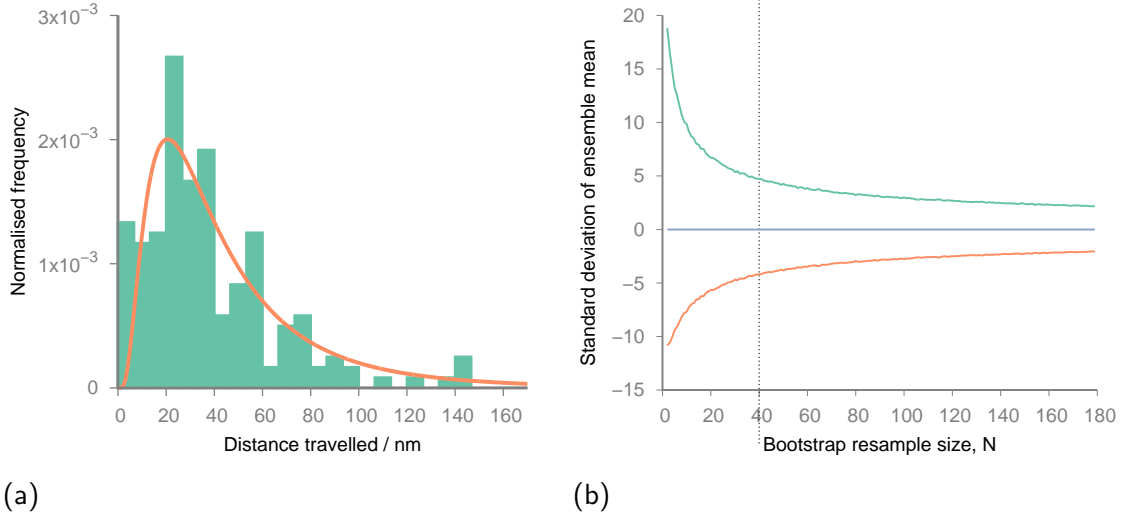 3x10⁻³
2x10⁻³
1x10⁻³
0
Normalised frequency
0 20 40 60 80 100 120 140 160
Distance travelled / nm
(a)
20
15
10
5
0
−5
−10
−15
Standard deviation of ensemble mean
0 20 40 60 80 100 120 140 160 180
Bootstrap resample size, N
(b)